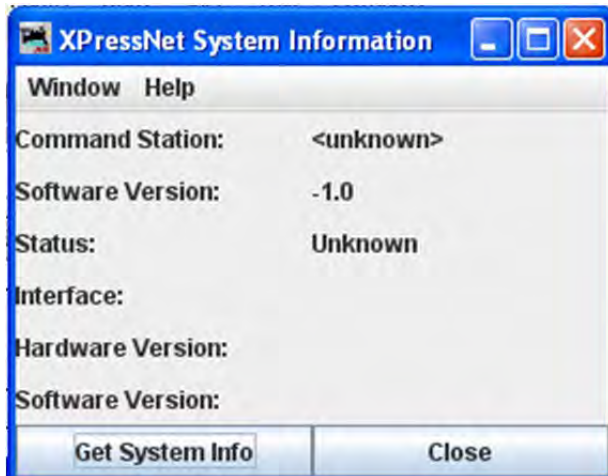 XPressNet System Information
Window Help
Command Station: <unknown>
Software Version: -1.0
Status: Unknown
Interface:
Hardware Version:
Software Version:
Get System Info Close